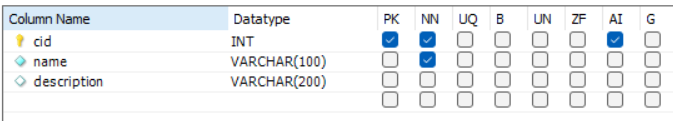 Column Name Datatype PK NN UQ B UN ZF AI G
cid INT
name VARCHAR(100)
description VARCHAR(200)